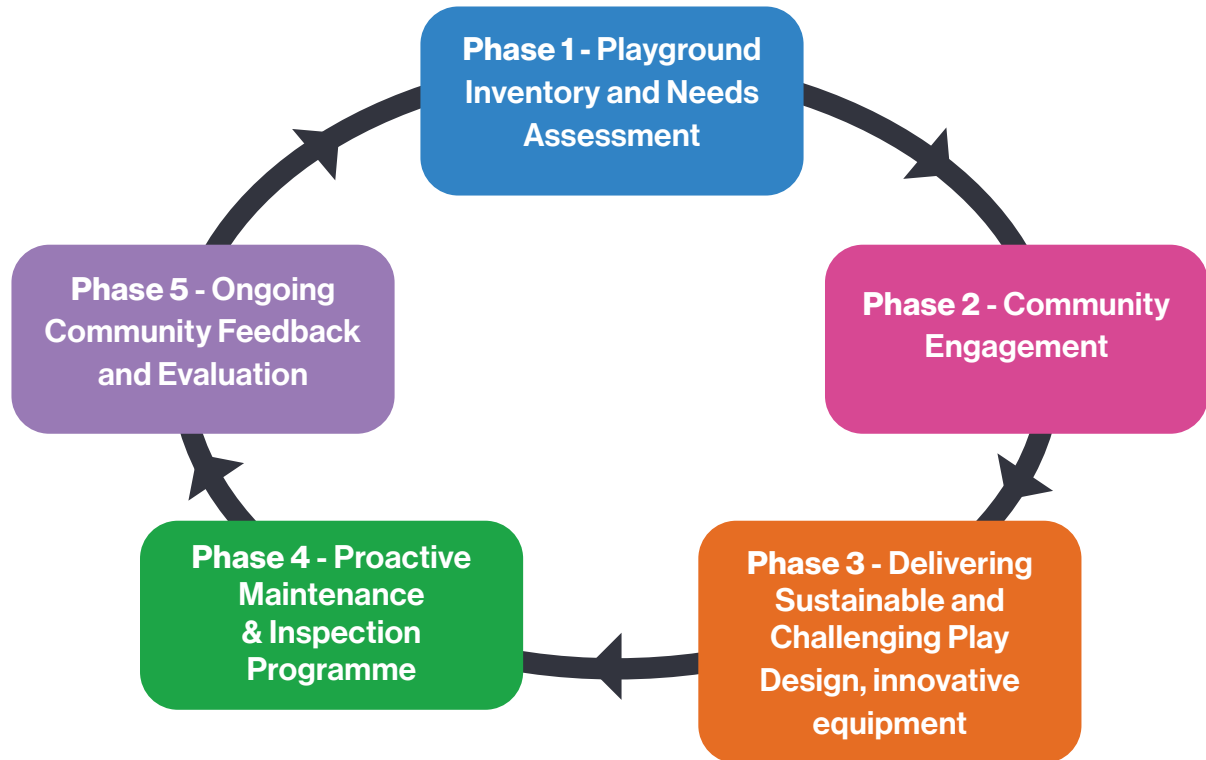 Phase 1 - Playground
Inventory and Needs
Assessment
Phase 2 - Community
Engagement
Phase 3 - Delivering
Sustainable and
Challenging Play
Design, innovative
equipment
Phase 4 - Proactive
Maintenance
& Inspection
Programme
Phase 5 - Ongoing
Community Feedback
and Evaluation